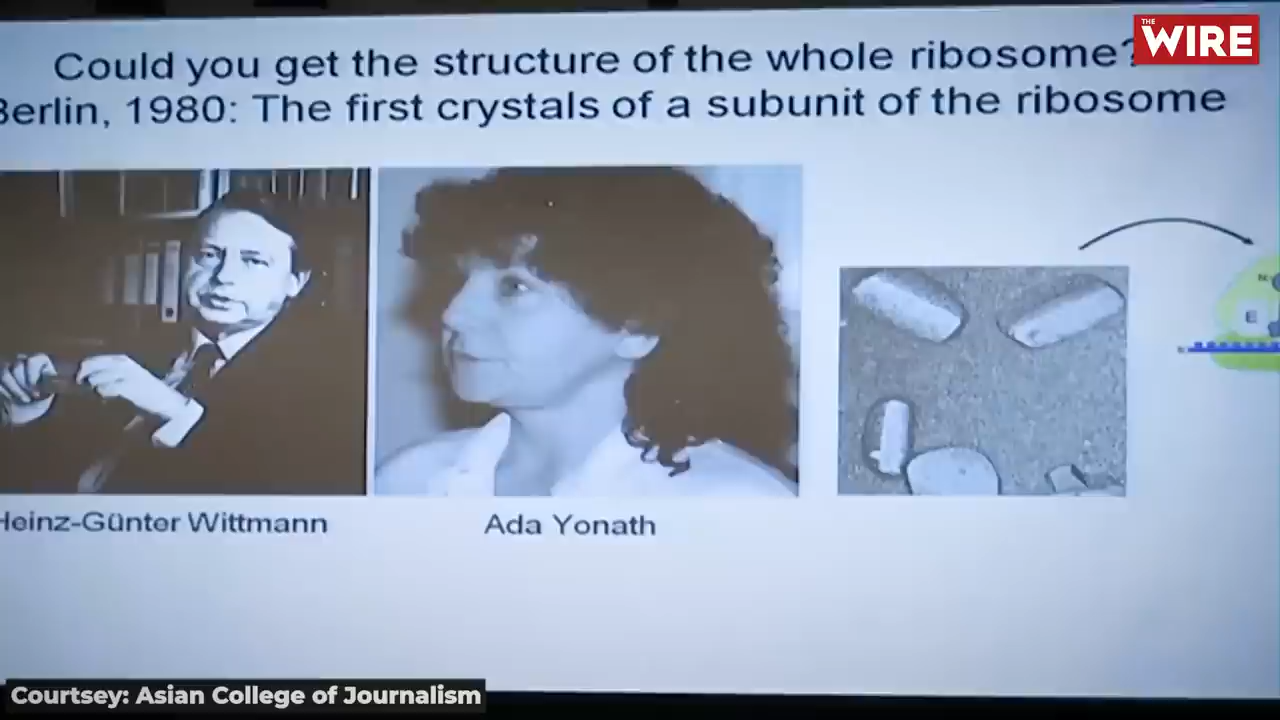 THE
WIRE
Could you get the structure of the whole ribosome?
Berlin, 1980: The first crystals of a subunit of the ribosome
E
Heinz-Günter Wittmann
Ada Yonath
Courtsey: Asian College of Journalism